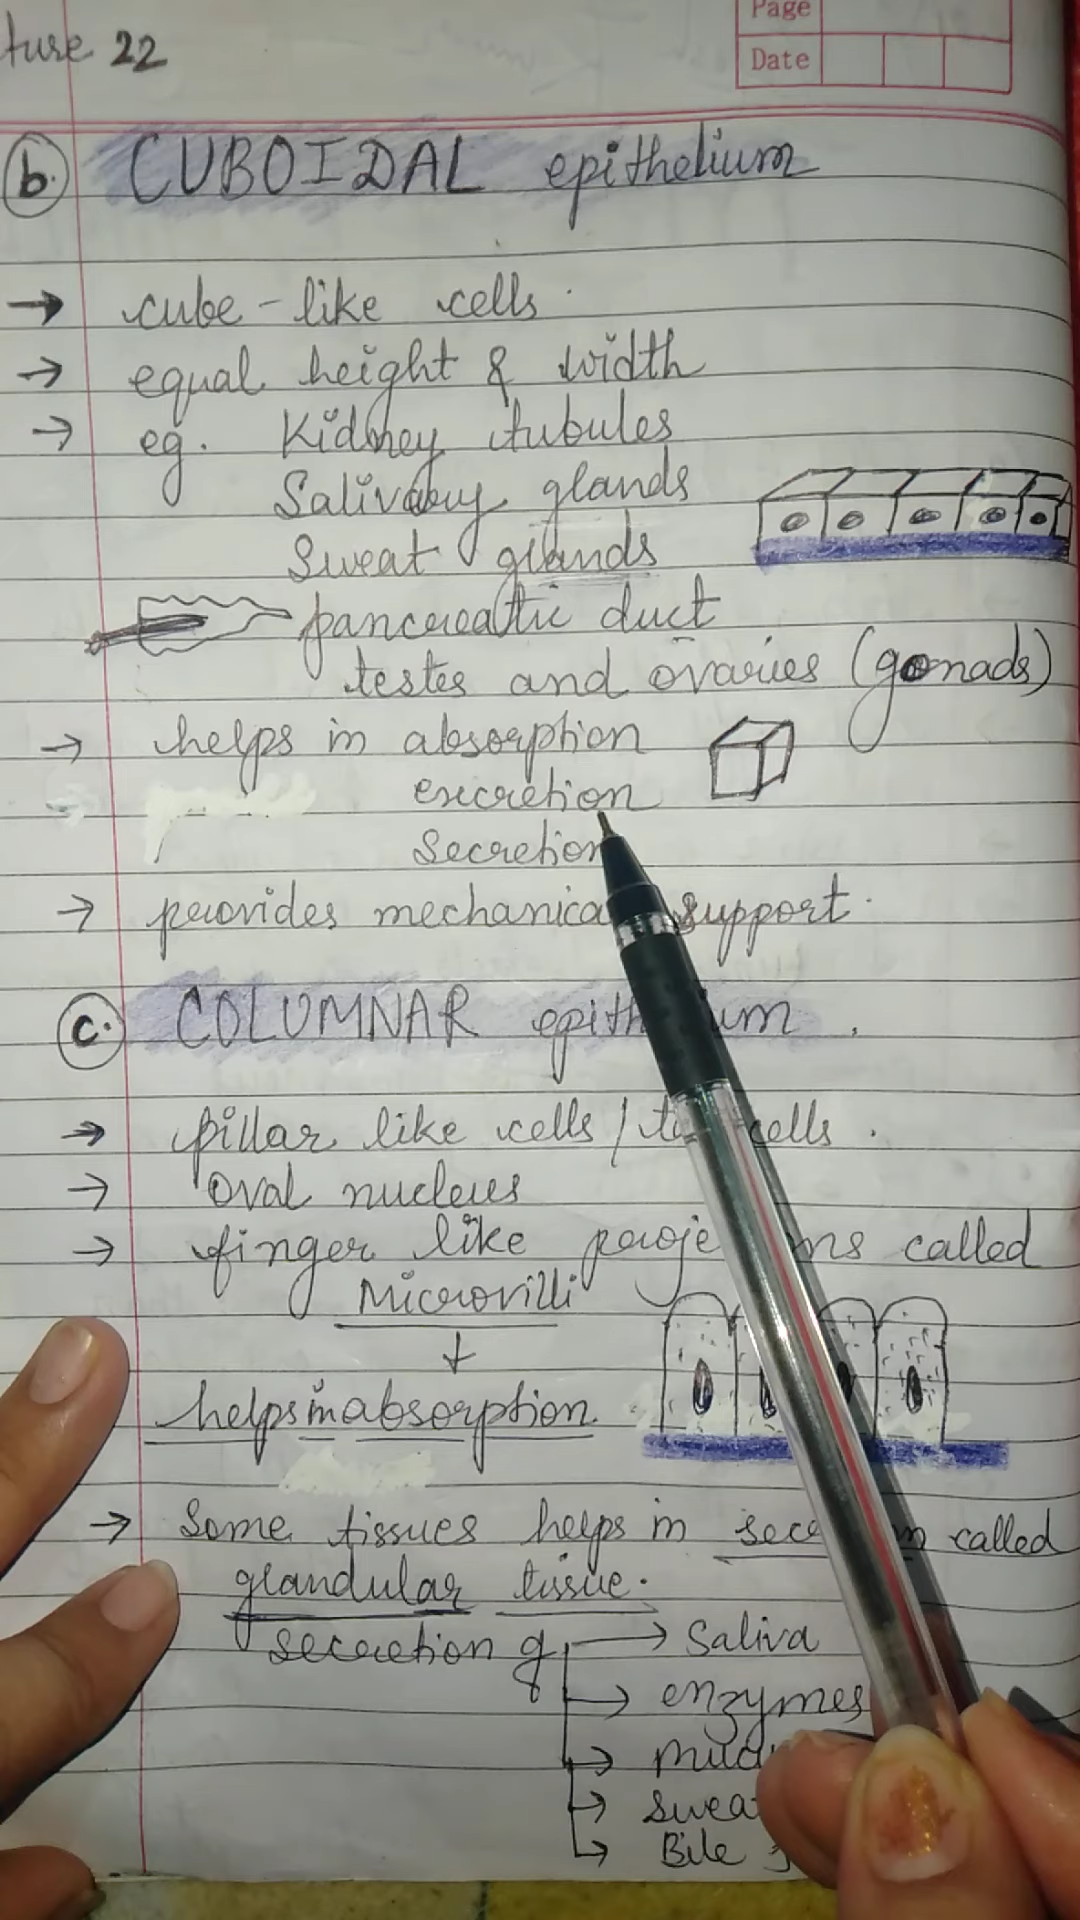 ture 22
Page
Date
b. CUBOIDAL epithelium
→ cube-like cells.
→ equal height & width
→ eg. Kidney tubules
Salivary glands
Sweat glands
pancreatic duct
testes and ovaries (gonads)
→ helps in absorption
excretion
Secretion
→ provides mechanical support.
c. COLUMNAR
→ pillar like cells / cells.
→ Oval nucleus
→ finger like called
Microvilli
↓
helps in absorption
→ Some tissues helps in called
glandular tissue.
secretion of → Saliva
→ enzymes
→
→
→ Bile